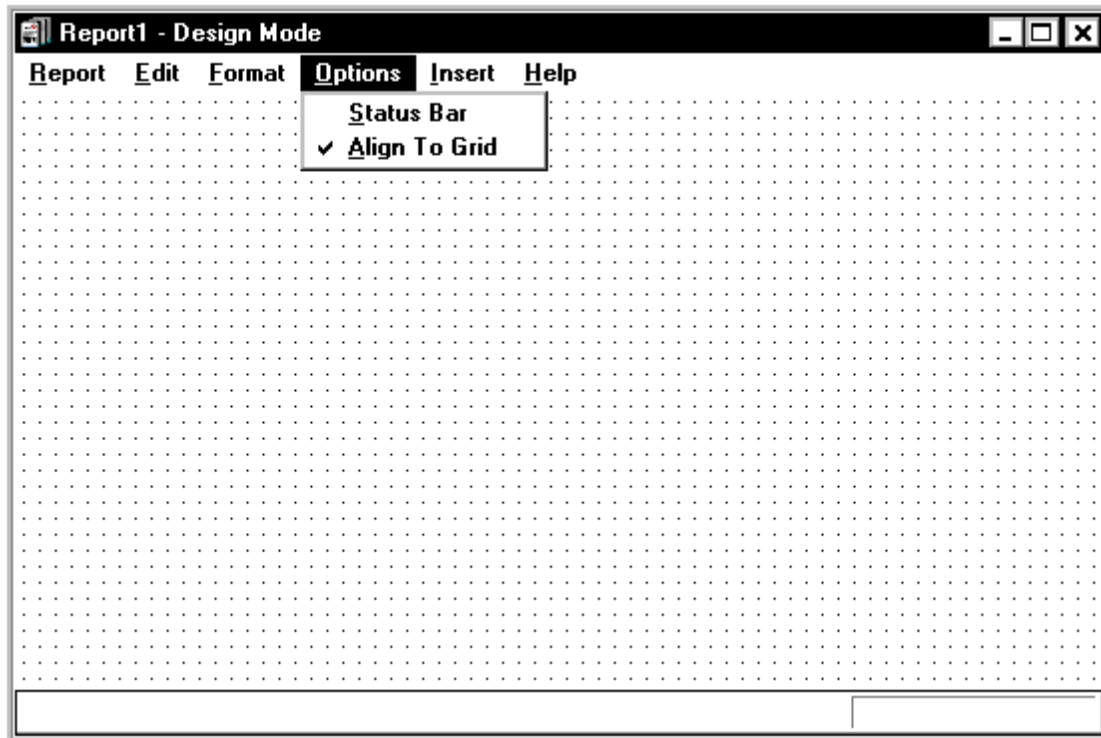 Report1 - Design Mode
Report Edit Format Options Insert Help
Status Bar
✓ Align To Grid